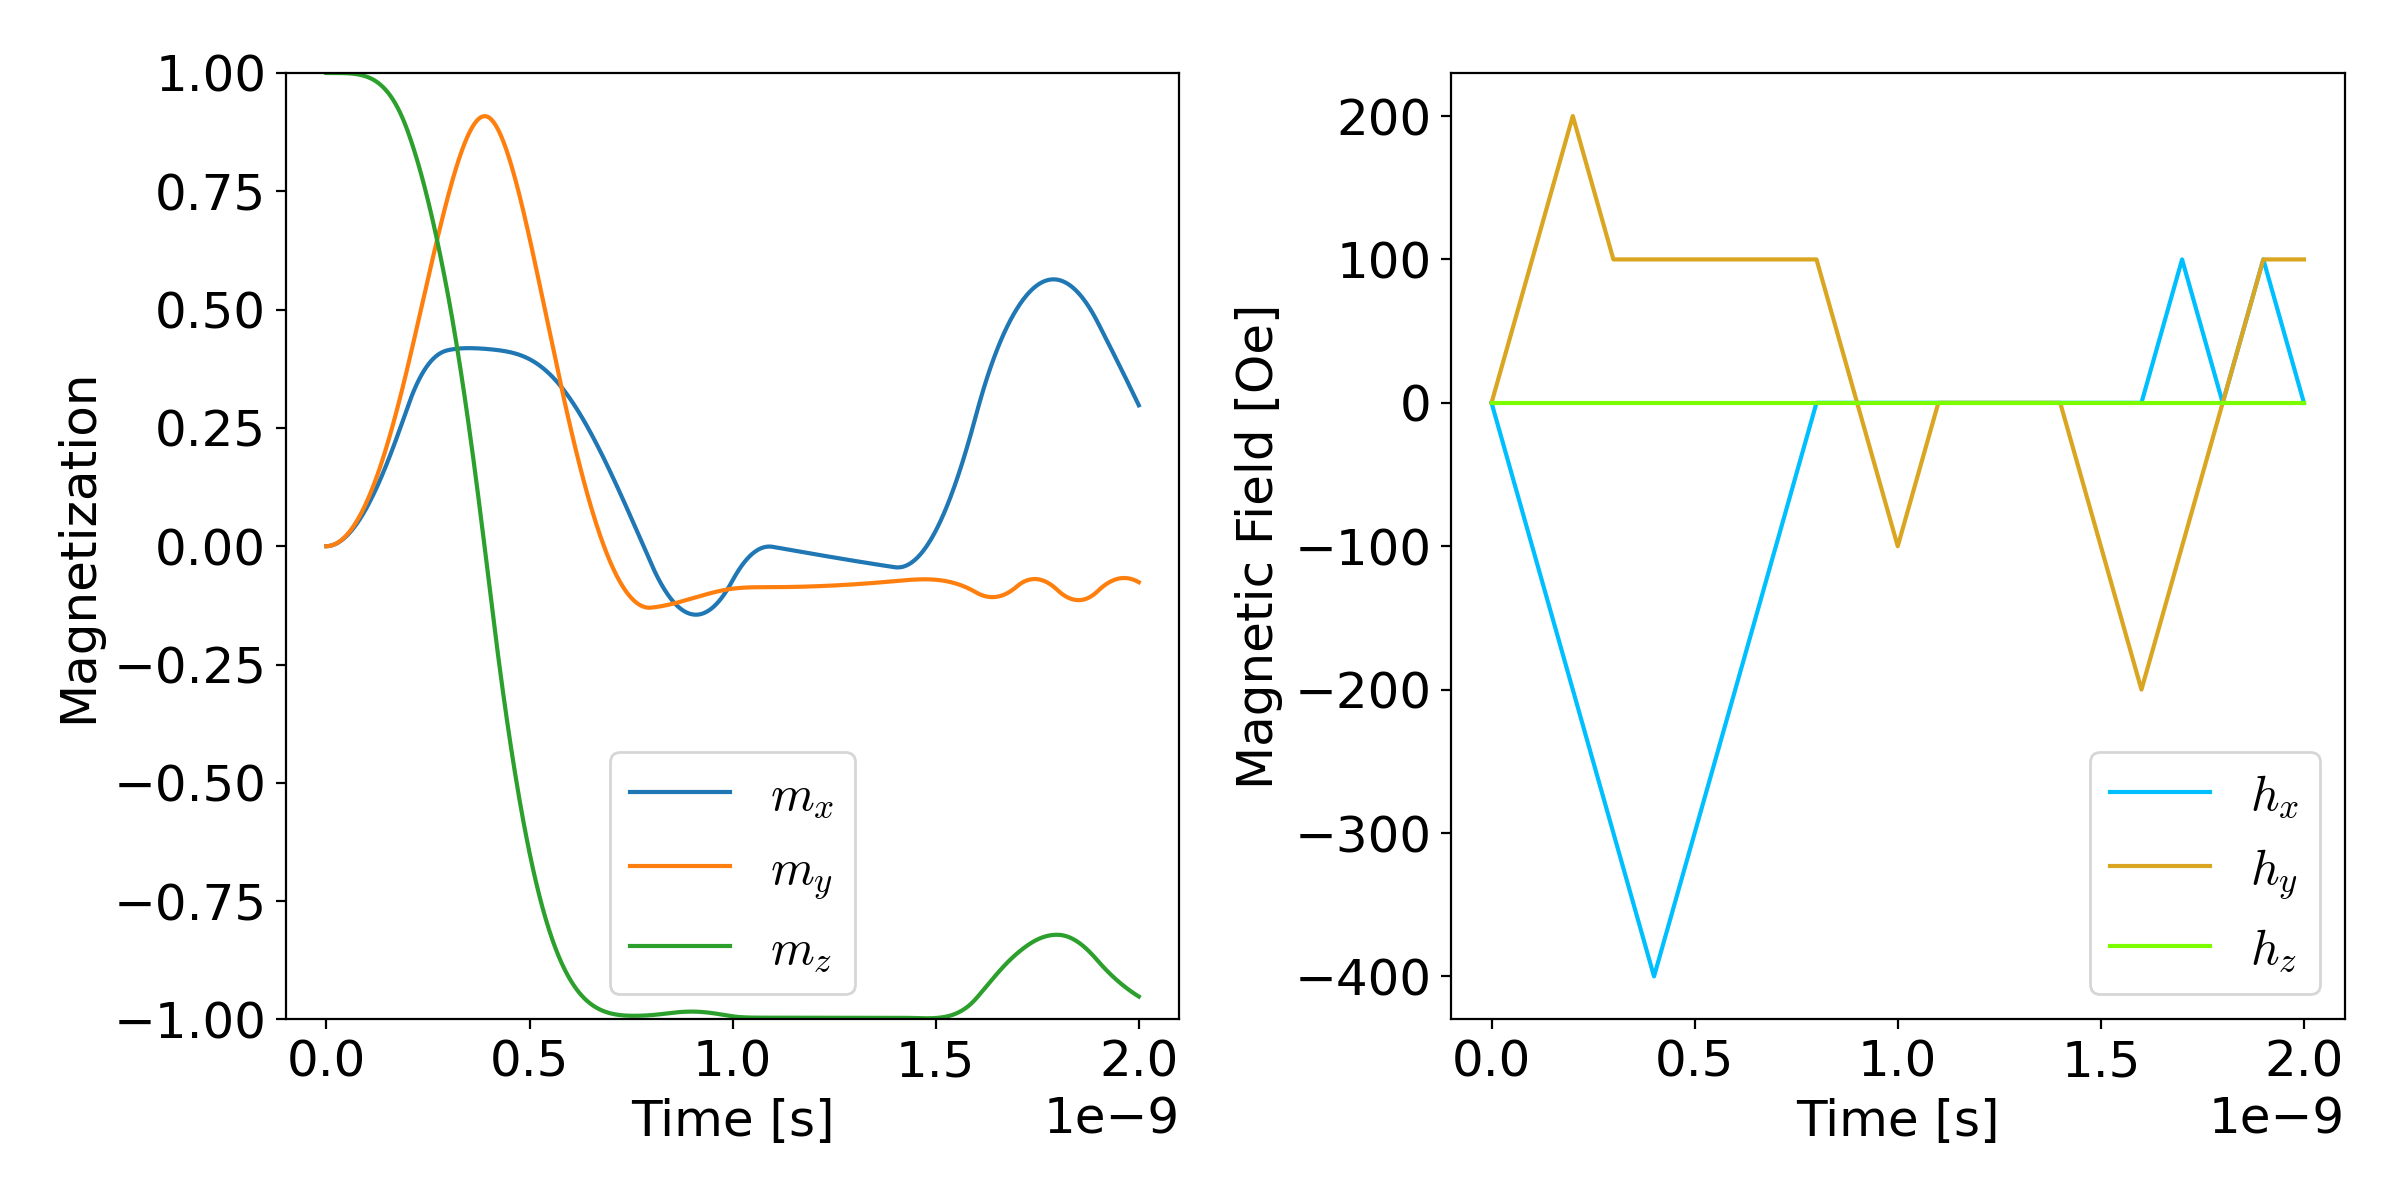 Magnetization
1.00
0.75
0.50
0.25
0.00
−0.25
−0.50
−0.75
−1.00
0.0 0.5 1.0 1.5 2.0
Time [s]
1e−9
m_x
m_y
m_z
Magnetic Field [Oe]
200
100
0
−100
−200
−300
−400
0.0 0.5 1.0 1.5 2.0
Time [s]
1e−9
h_x
h_y
h_z